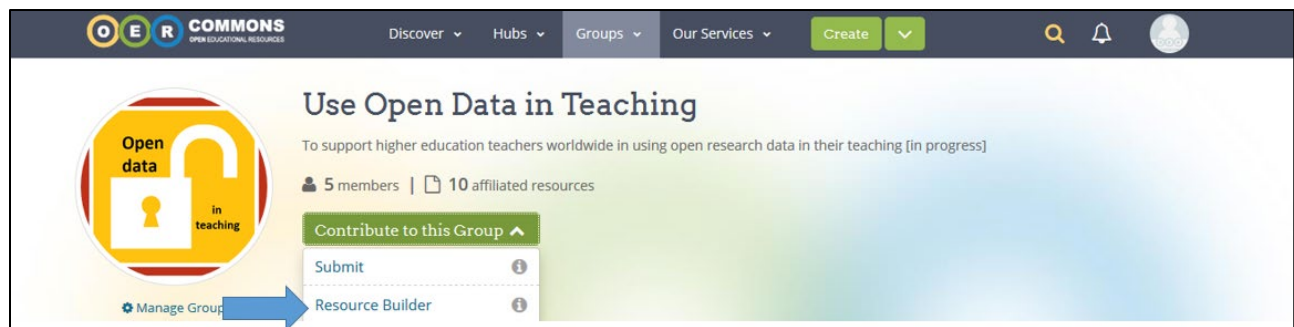 OER COMMONS
OPEN EDUCATIONAL RESOURCES
Discover Hubs Groups Our Services Create
Use Open Data in Teaching
To support higher education teachers worldwide in using open research data in their teaching [in progress]
5 members | 10 affiliated resources
Open
data
in
teaching
Contribute to this Group
Submit
Manage Group
Resource Builder